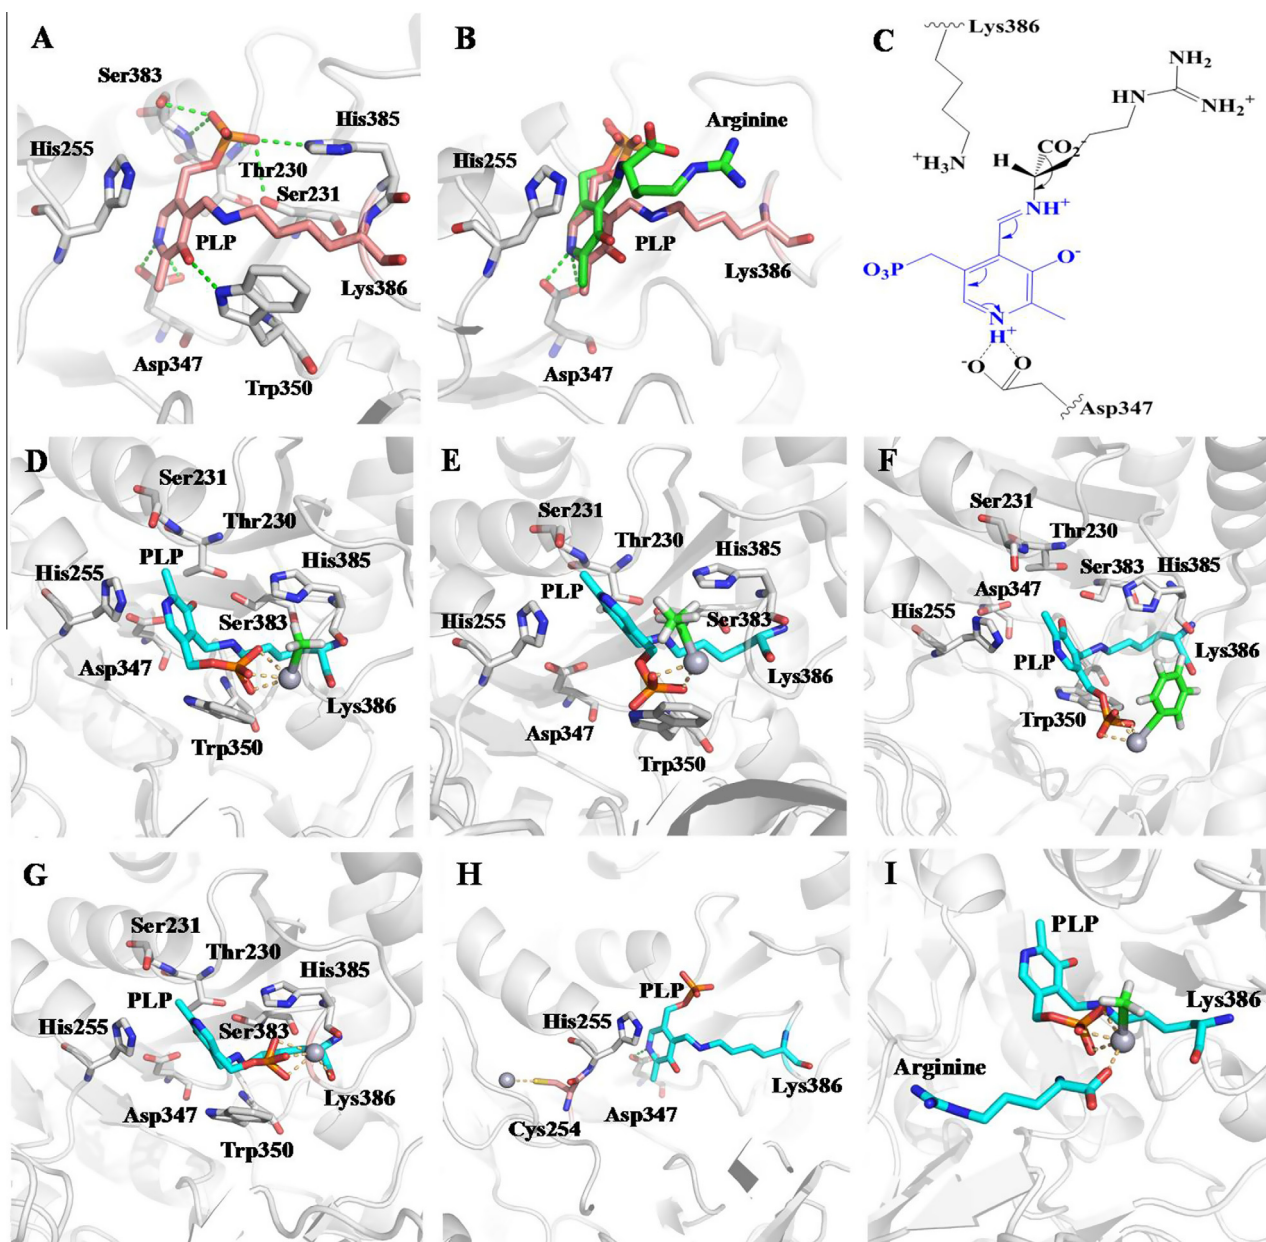 A
Ser383
His385
His255
Thr230
Ser231
PLP
Lys386
Asp347
Trp350
B
Arginine
His255
PLP
Lys386
Asp347
C
Lys386
NH₂
HN
NH₂⁺
CO₂⁻
H
⁺H₃N
NH⁺
O₃P
O⁻
N
H⁺
⁻O
O
Asp347
D
Ser231
Thr230
PLP
His385
His255
Ser383
Asp347
Lys386
Trp350
E
Ser231
Thr230
His385
PLP
His255
Ser383
Lys386
Asp347
Trp350
F
Ser231
Thr230
Ser383
His385
Asp347
His255
Lys386
PLP
Trp350
G
Ser231
Thr230
His385
PLP
His255
Ser383
Lys386
Asp347
Trp350
H
PLP
His255
Lys386
Asp347
Cys254
I
PLP
Lys386
Arginine